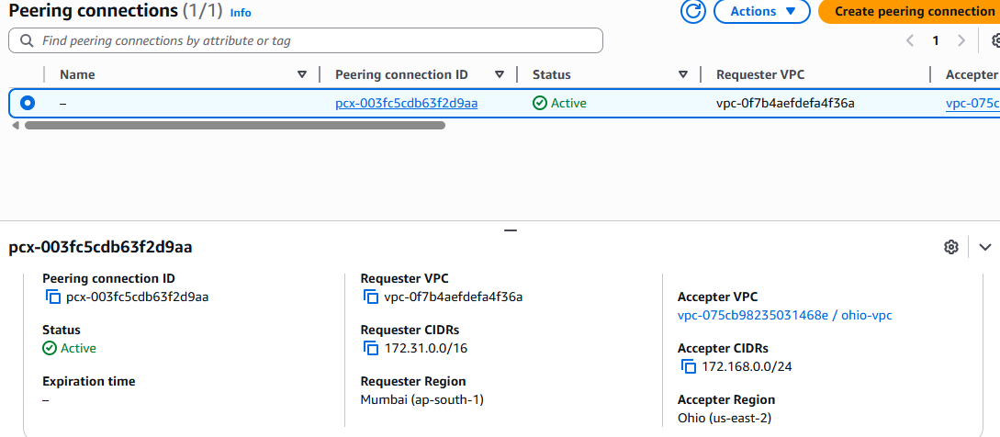 Peering connections (1/1) Info
Actions
Create peering connection
Find peering connections by attribute or tag
1
Name
Peering connection ID
Status
Requester VPC
Accepter
–
pcx-003fc5cdb63f2d9aa
Active
vpc-0f7b4aefdefa4f36a
vpc-075c
pcx-003fc5cdb63f2d9aa
Peering connection ID
pcx-003fc5cdb63f2d9aa
Status
Active
Expiration time
–
Requester VPC
vpc-0f7b4aefdefa4f36a
Requester CIDRs
172.31.0.0/16
Requester Region
Mumbai (ap-south-1)
Accepter VPC
vpc-075cb98235031468e / ohio-vpc
Accepter CIDRs
172.168.0.0/24
Accepter Region
Ohio (us-east-2)